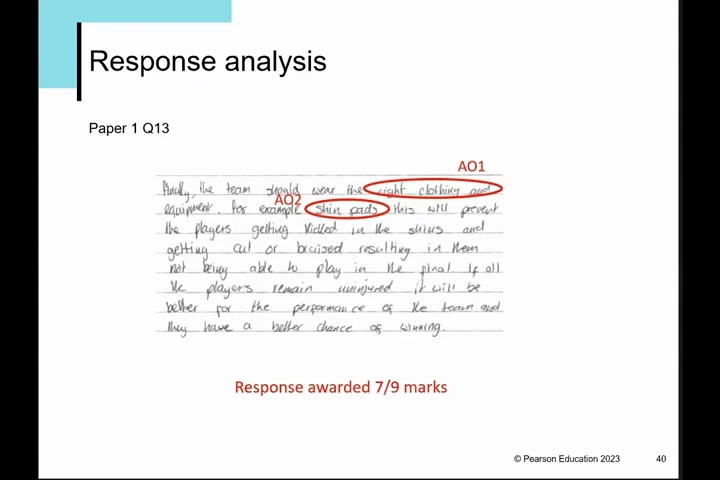 Response analysis
Paper 1 Q13
AO1
Finally, the team should wear the right clothing and
AO2
equipment. For example shin pads this will prevent
the players getting kicked in the shins and
getting cut or bruised resulting in them
not being able to play in the final. If all
the players remain uninjured it will be
better for the performance of the team and
they have a better chance of winning.
Response awarded 7/9 marks
© Pearson Education 2023
40